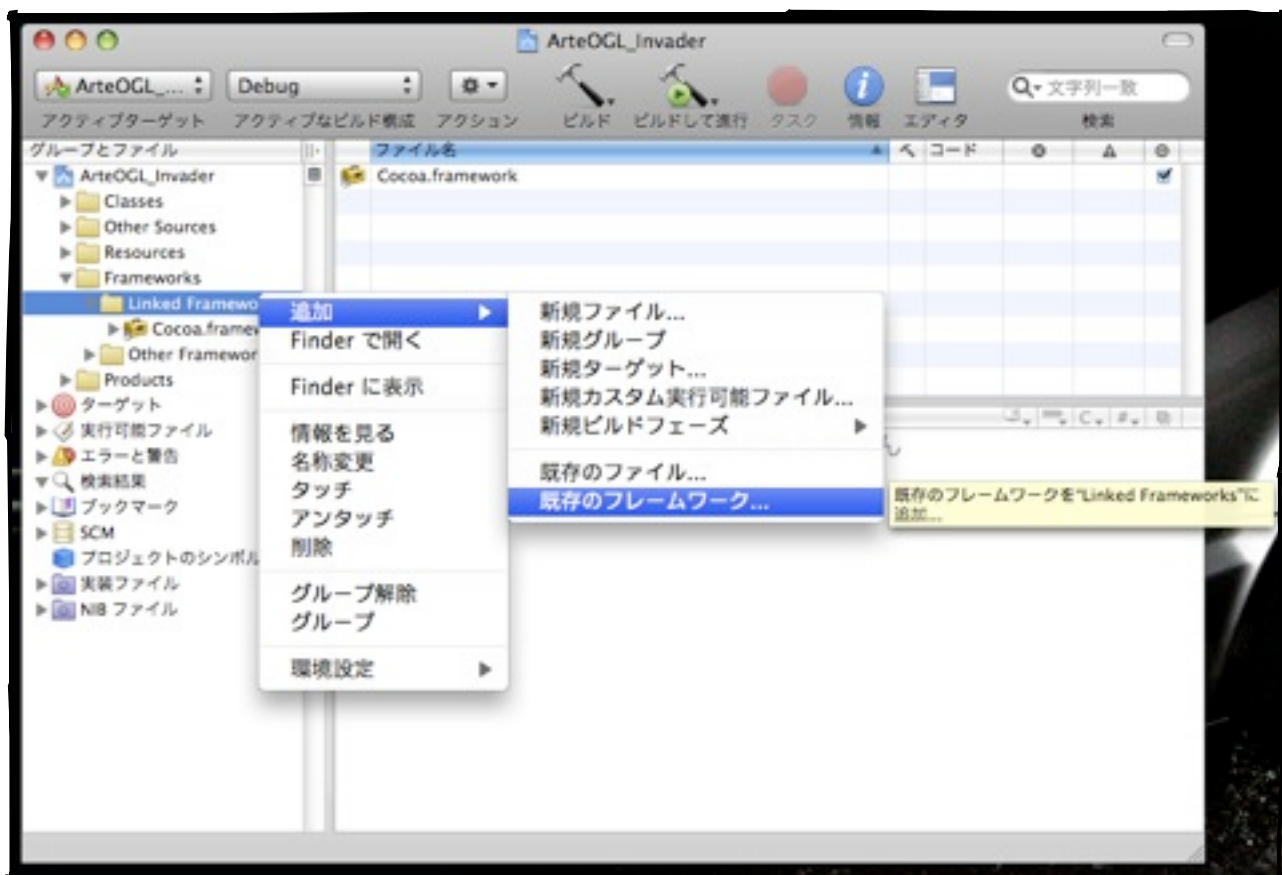 ArteOGL_Invader
ArteOGL_...
Debug
アクティブターゲット
アクティブなビルド構成
アクション
ビルド
ビルドして進行
タスク
情報
エディタ
文字列一致
検索
グループとファイル
ファイル名
コード
ArteOGL_Invader
Cocoa.framework
Classes
Other Sources
Resources
Frameworks
Linked Framewo
Cocoa.framew
Other Framewor
Products
ターゲット
実行可能ファイル
エラーと警告
検索結果
ブックマーク
SCM
プロジェクトのシンボル
実装ファイル
NIB ファイル
追加
Finder で開く
Finder に表示
情報を見る
名称変更
タッチ
アンタッチ
削除
グループ解除
グループ
環境設定
新規ファイル...
新規グループ
新規ターゲット...
新規カスタム実行可能ファイル...
新規ビルドフェーズ
既存のファイル...
既存のフレームワーク...
ん
既存のフレームワークを"Linked Frameworks"に
追加...